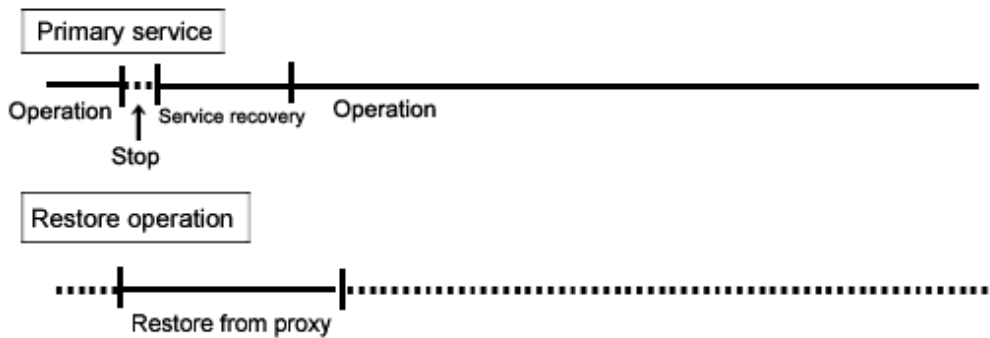 Primary service
Operation
Service recovery
Operation
Stop
Restore operation
Restore from proxy